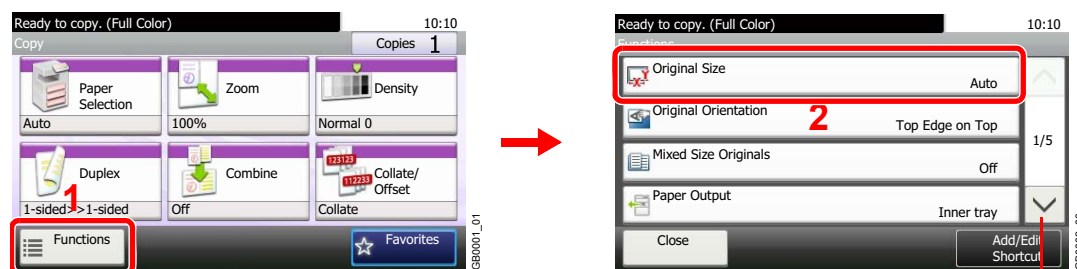 Ready to copy. (Full Color) 10:10
Copy Copies 1
Paper Selection
Auto
Zoom
100%
Density
Normal 0
Duplex
1-sided>>1-sided
Combine
Off
Collate/
Offset
Collate
1
Functions
Favorites
GB0001_01
Ready to copy. (Full Color) 10:10
Functions
Original Size
Auto
Original Orientation
Top Edge on Top
2
1/5
Mixed Size Originals
Off
Paper Output
Inner tray
Close
Add/Edit
Shortcut